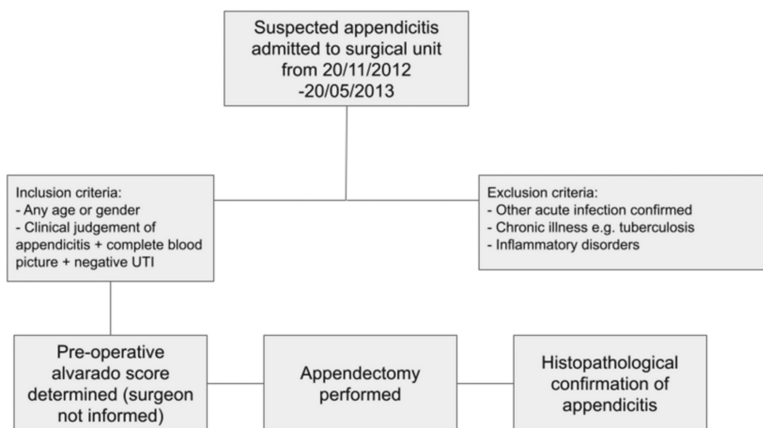 Suspected appendicitis
admitted to surgical unit
from 20/11/2012
-20/05/2013
Inclusion criteria:
- Any age or gender
- Clinical judgement of
appendicitis + complete blood
picture + negative UTI
Exclusion criteria:
- Other acute infection confirmed
- Chronic illness e.g. tuberculosis
- Inflammatory disorders
Pre-operative
alvarado score
determined (surgeon
not informed)
Appendectomy
performed
Histopathological
confirmation of
appendicitis